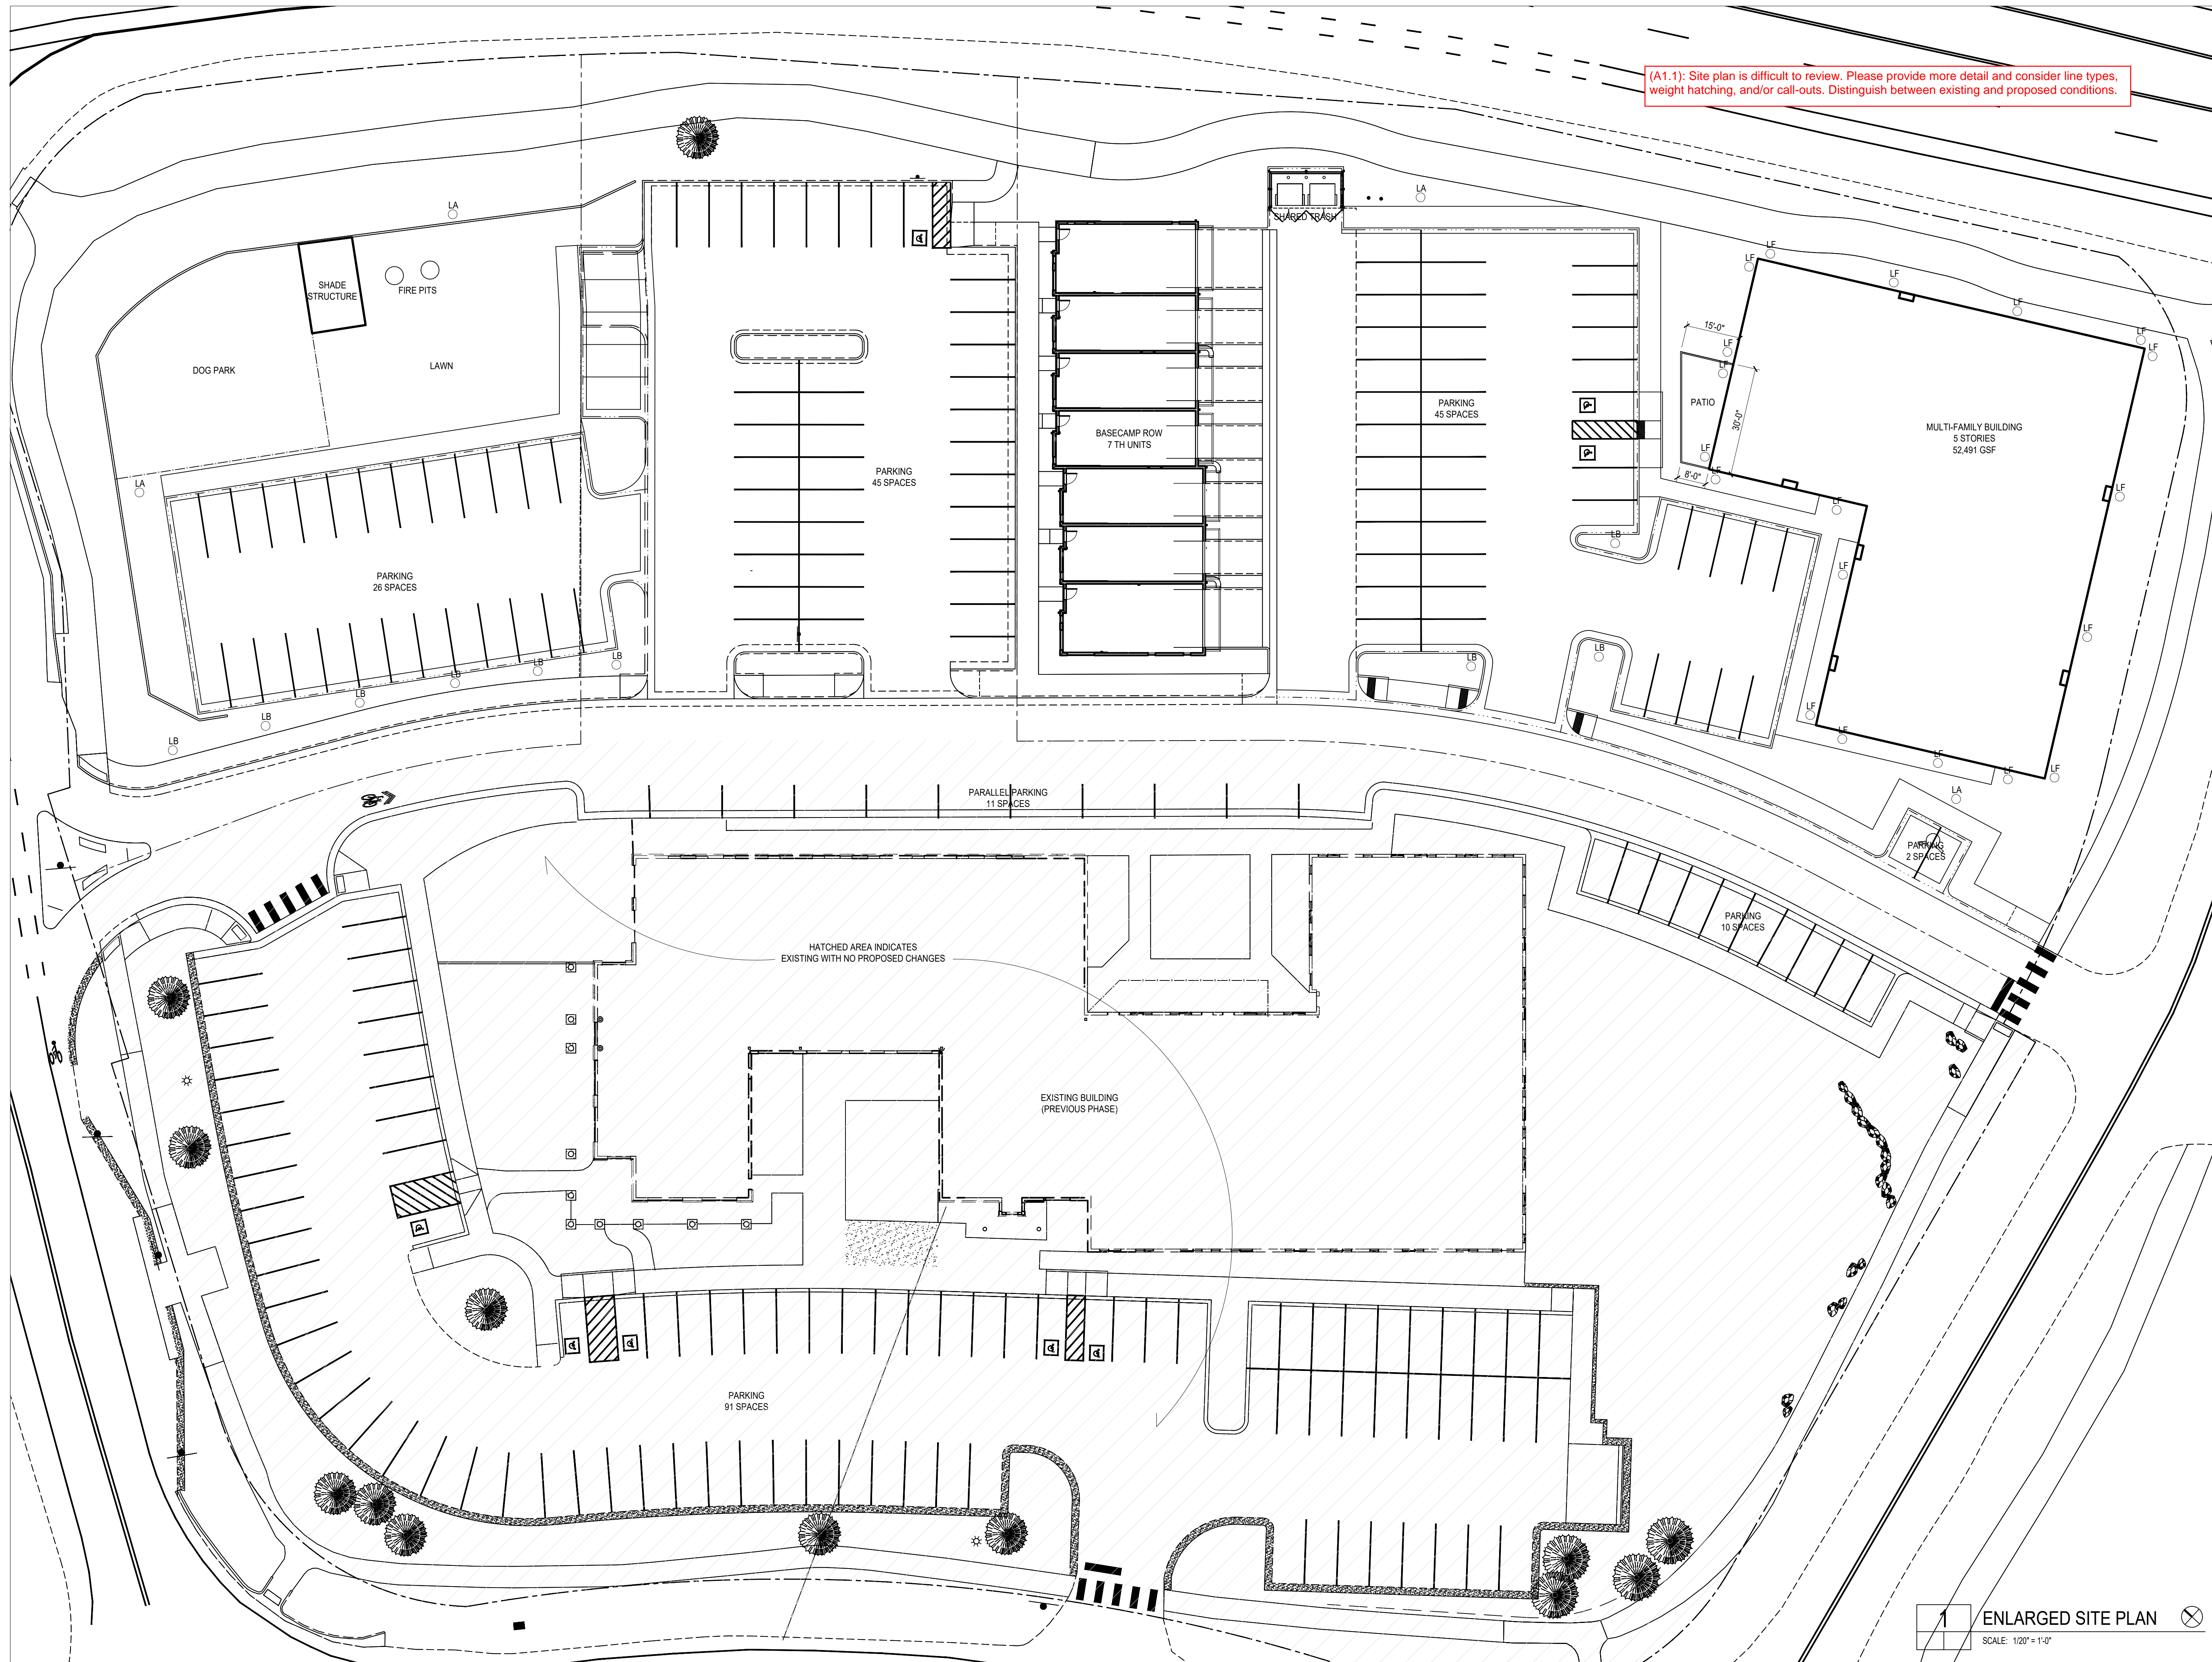 (A1.1): Site plan is difficult to review. Please provide more detail and consider line types,
weight hatching, and/or call-outs. Distinguish between existing and proposed conditions.
LA
SHARED TRASH
LA
LF
LF
LF
LF
LF
LF
SHADE
STRUCTURE
FIRE PITS
15'-0"
LF
LF
DOG PARK
LAWN
PARKING
45 SPACES
PATIO
30'-0"
BASECAMP ROW
7 TH UNITS
MULTI-FAMILY BUILDING
5 STORIES
52,491 GSF
PARKING
45 SPACES
LF
LF
8'-0"
LA
LF
LF
LB
LF
PARKING
26 SPACES
LF
LB
LB
LB
LB
LB
LB
LB
LB
LF
LF
LF
LF
LF
PARALLEL PARKING
11 SPACES
LA
PARKING
2 SPACES
PARKING
10 SPACES
HATCHED AREA INDICATES
EXISTING WITH NO PROPOSED CHANGES
EXISTING BUILDING
(PREVIOUS PHASE)
PARKING
91 SPACES
1
ENLARGED SITE PLAN
SCALE: 1/20" = 1'-0"